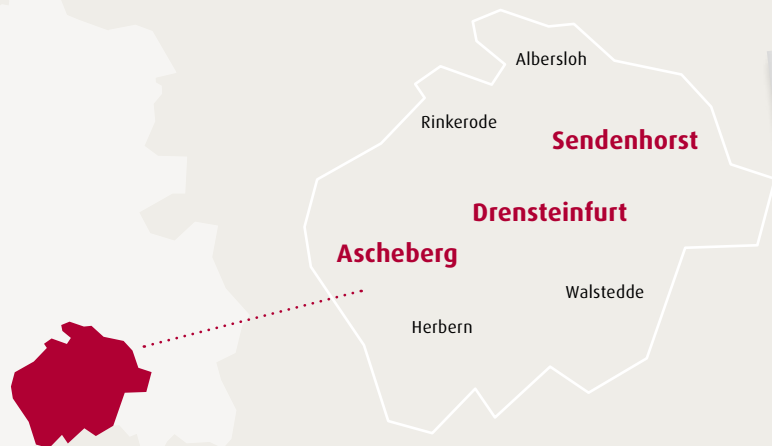 Albersloh
Rinkerode
Sendenhorst
Drensteinfurt
Ascheberg
Walstedde
Herbern